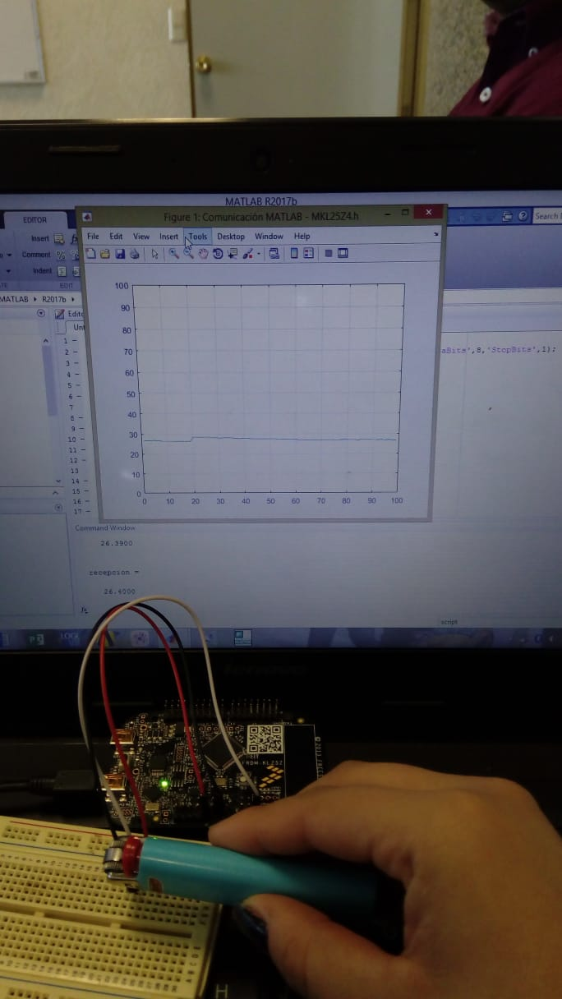 MATLAB R2017b
EDITOR
Figure 1: Comunicación MATLAB - MKL25Z4.h
Search
File Edit View Insert Tools Desktop Window Help
Insert
Comment
Indent
EDIT
MATLAB R2017b
1
2
3
4
5
6
7
8
9
10
11
12
13
14
15
16
17
aBits',8,'StopBits',1);
100
90
80
70
60
50
40
30
20
10
0
0 10 20 30 40 50 60 70 80 90 100
Command Window
26.3900
recepcion =
26.4000
fx
script
lenovo
FRDM-KL25Z